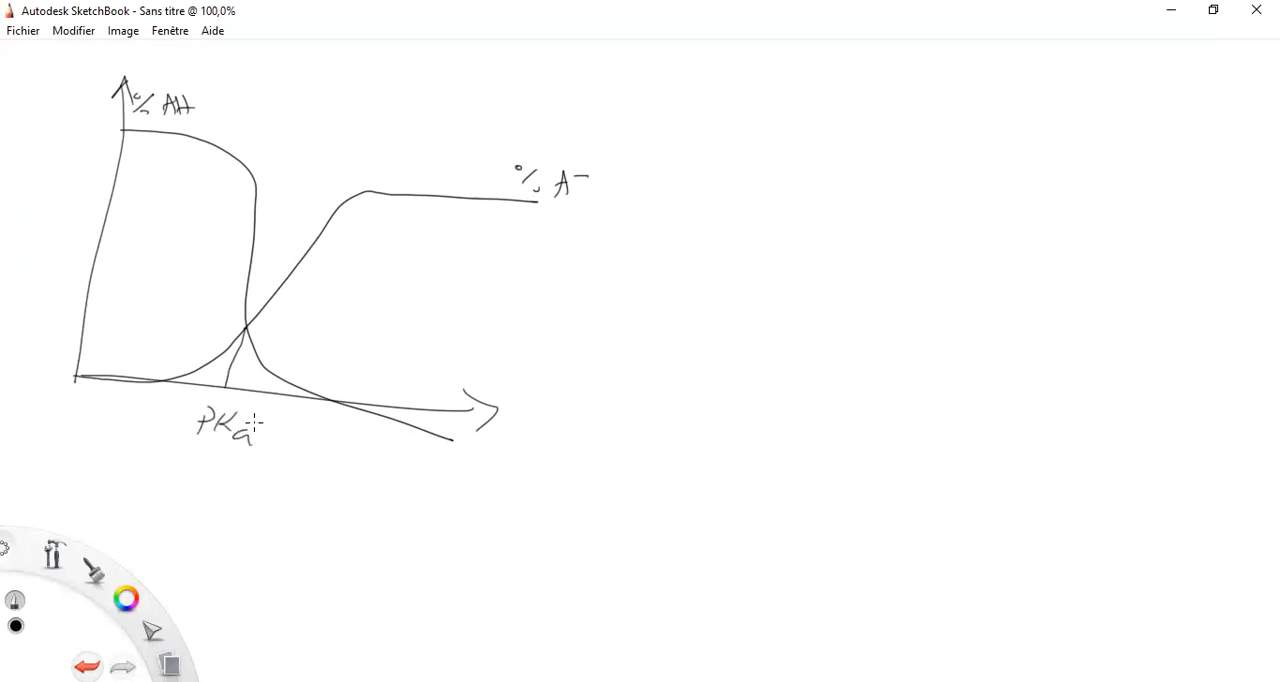 Autodesk SketchBook - Sans titre @ 100,0%
Fichier Modifier Image Fenêtre Aide
% AH
% A⁻
PKa